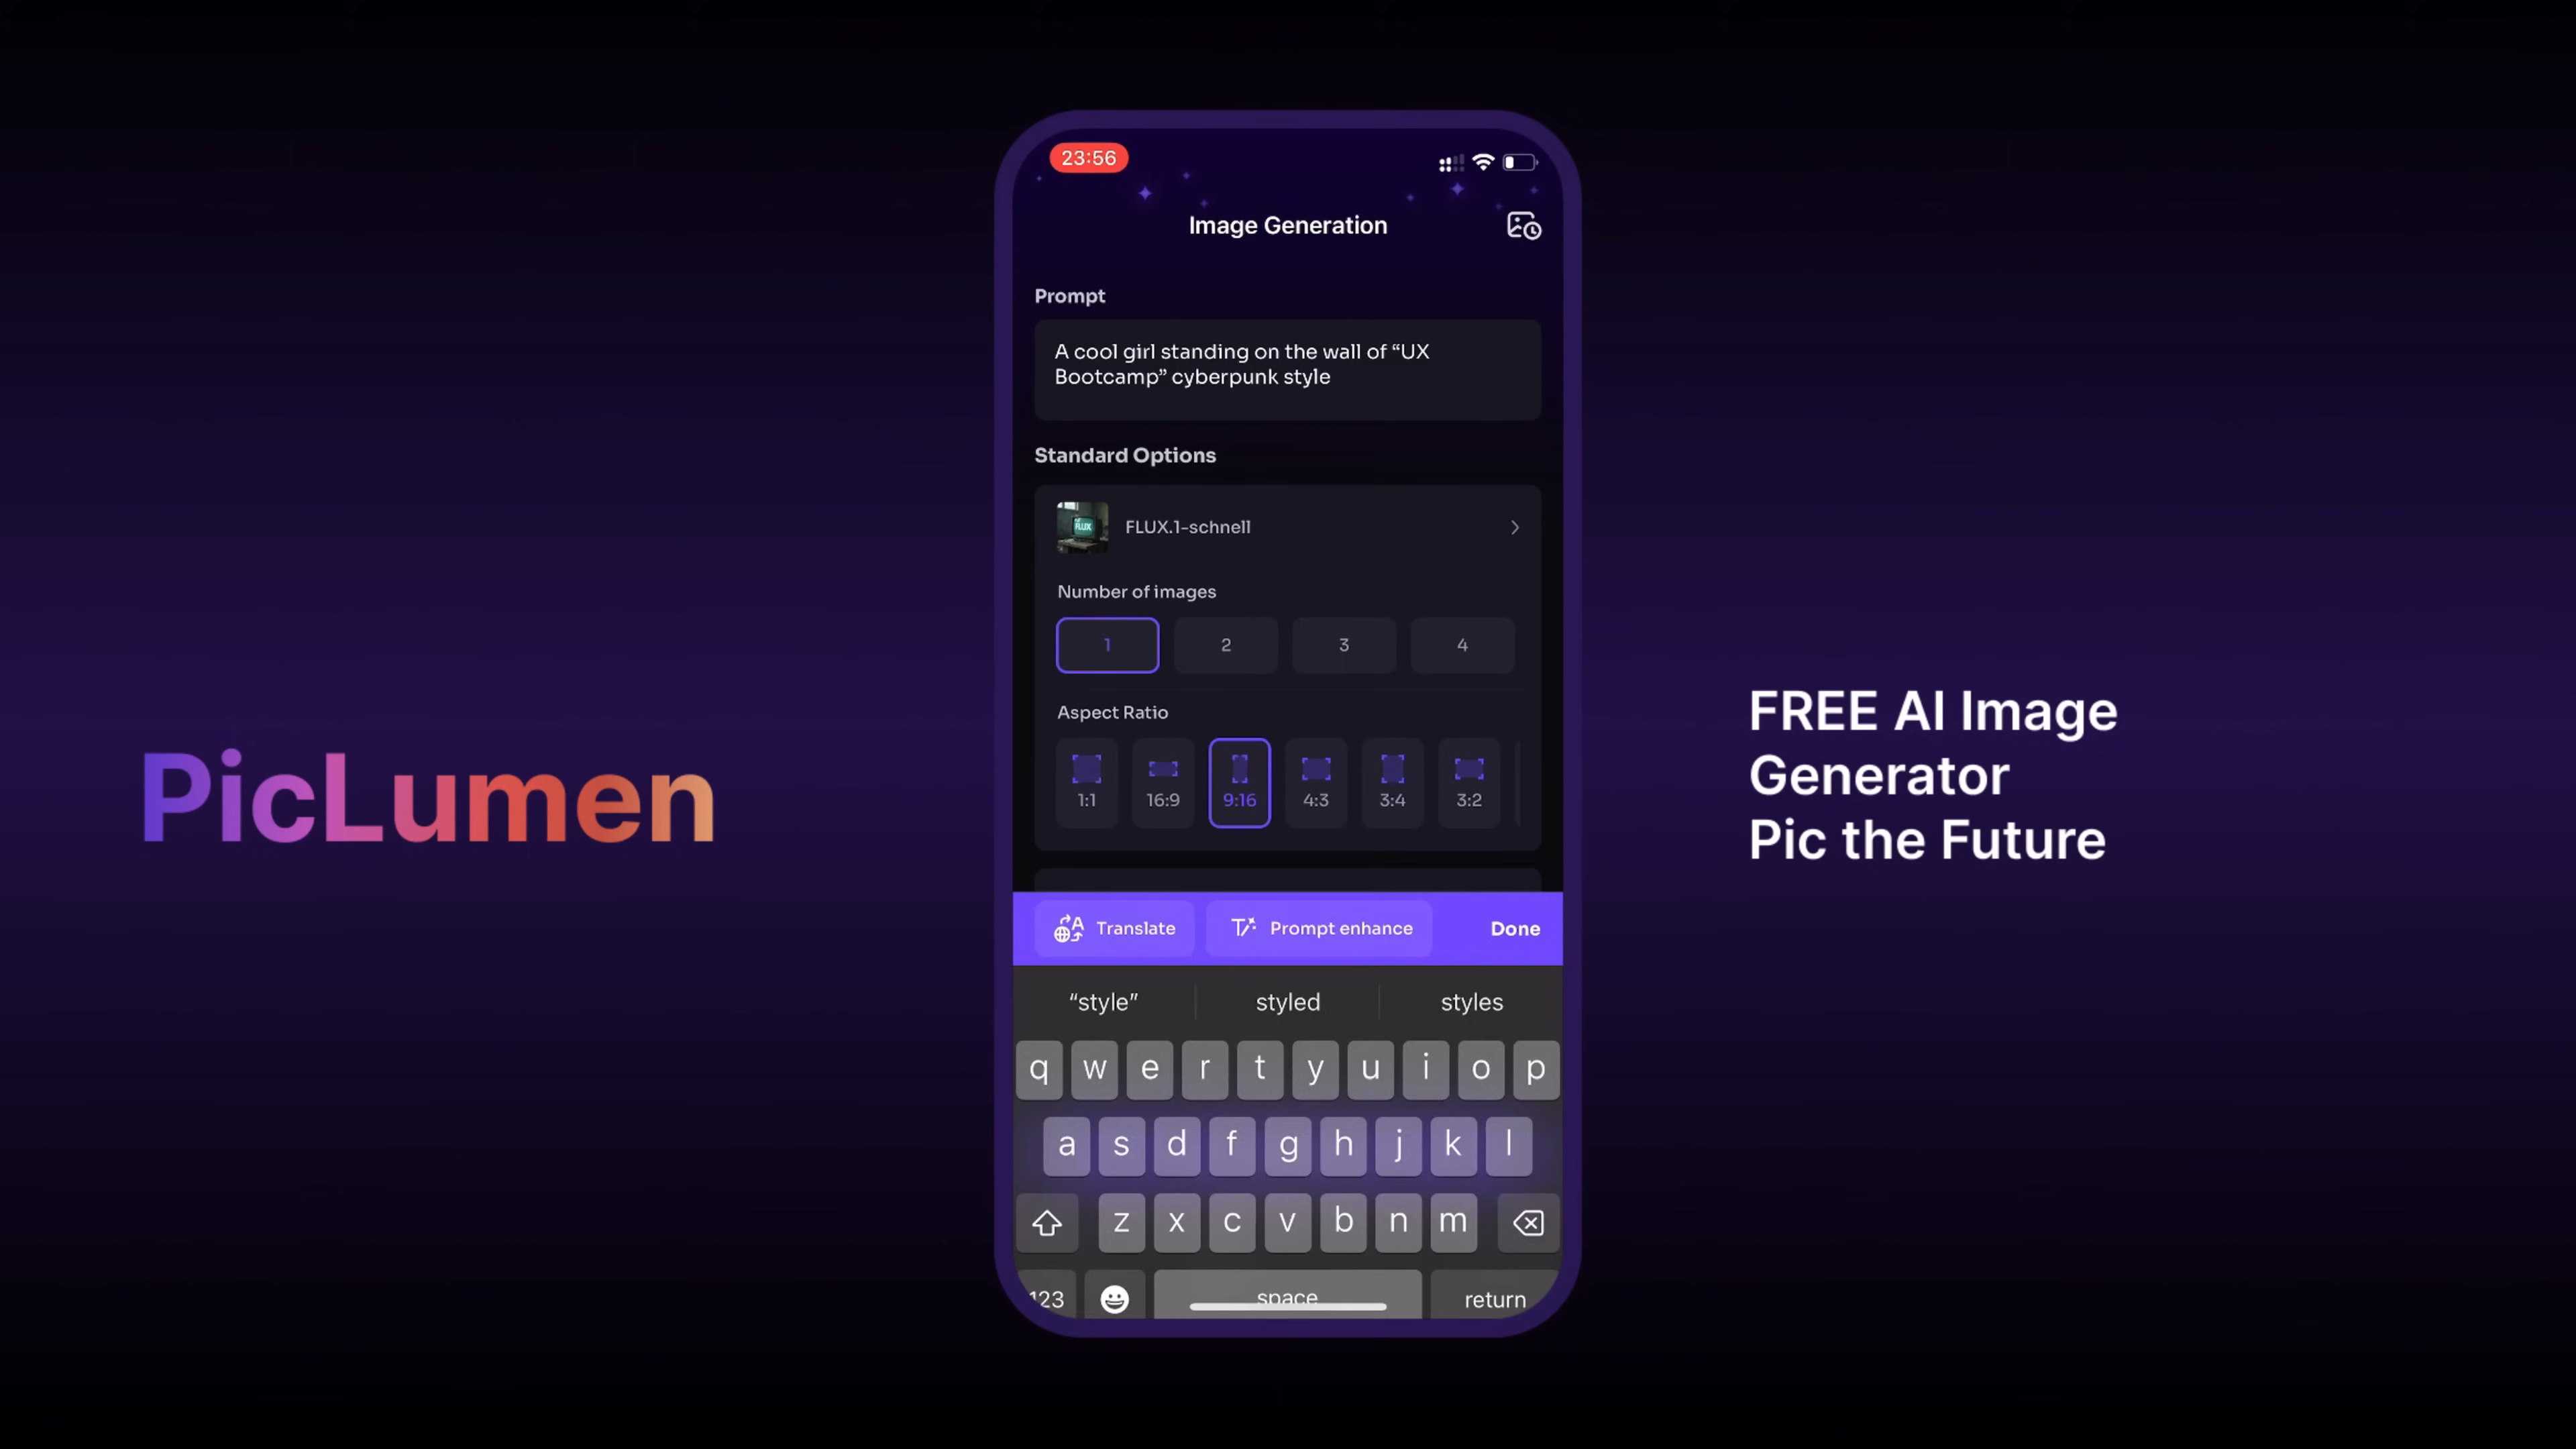 PicLumen
23:56
Image Generation
Prompt
A cool girl standing on the wall of “UX
Bootcamp” cyberpunk style
Standard Options
FLUX
FLUX.1-schnell
Number of images
1
2
3
4
Aspect Ratio
1:1
16:9
9:16
4:3
3:4
3:2
Translate
Prompt enhance
Done
“style”
styled
styles
q w e r t y u i o p
a s d f g h j k l
z x c v b n m
123
space
return
FREE AI Image
Generator
Pic the Future